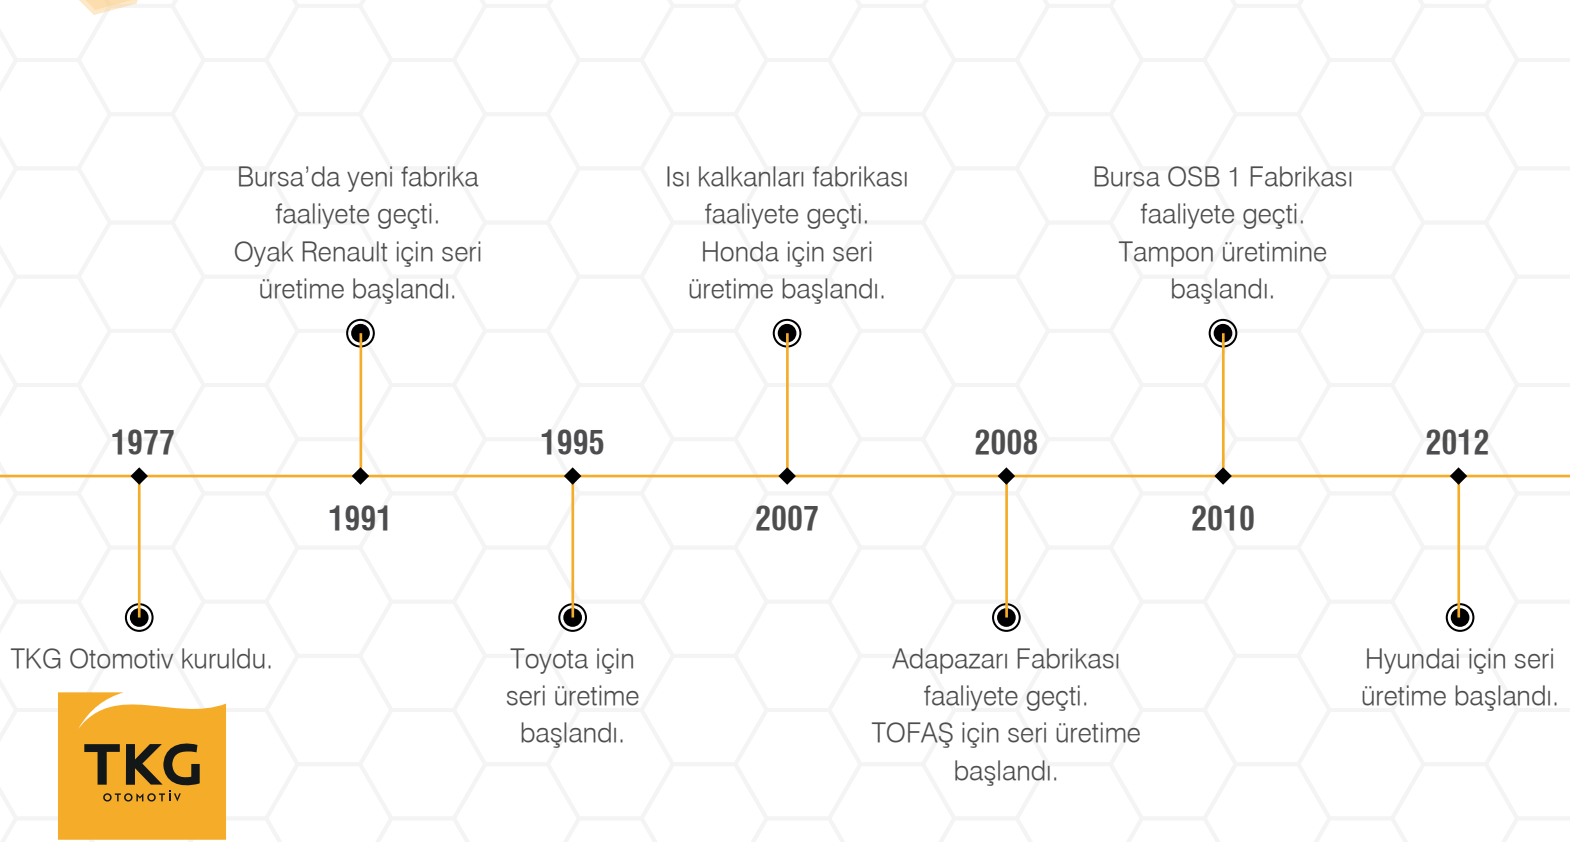 1977
TKG Otomotiv kuruldu.
TKG
OTOMOTİV
Bursa’da yeni fabrika
faaliyete geçti.
Oyak Renault için seri
üretime başlandı.
1991
1995
Toyota için
seri üretime
başlandı.
Isı kalkanları fabrikası
faaliyete geçti.
Honda için seri
üretime başlandı.
2007
2008
Adapazarı Fabrikası
faaliyete geçti.
TOFAŞ için seri üretime
başlandı.
Bursa OSB 1 Fabrikası
faaliyete geçti.
Tampon üretimine
başlandı.
2010
2012
Hyundai için seri
üretime başlandı.